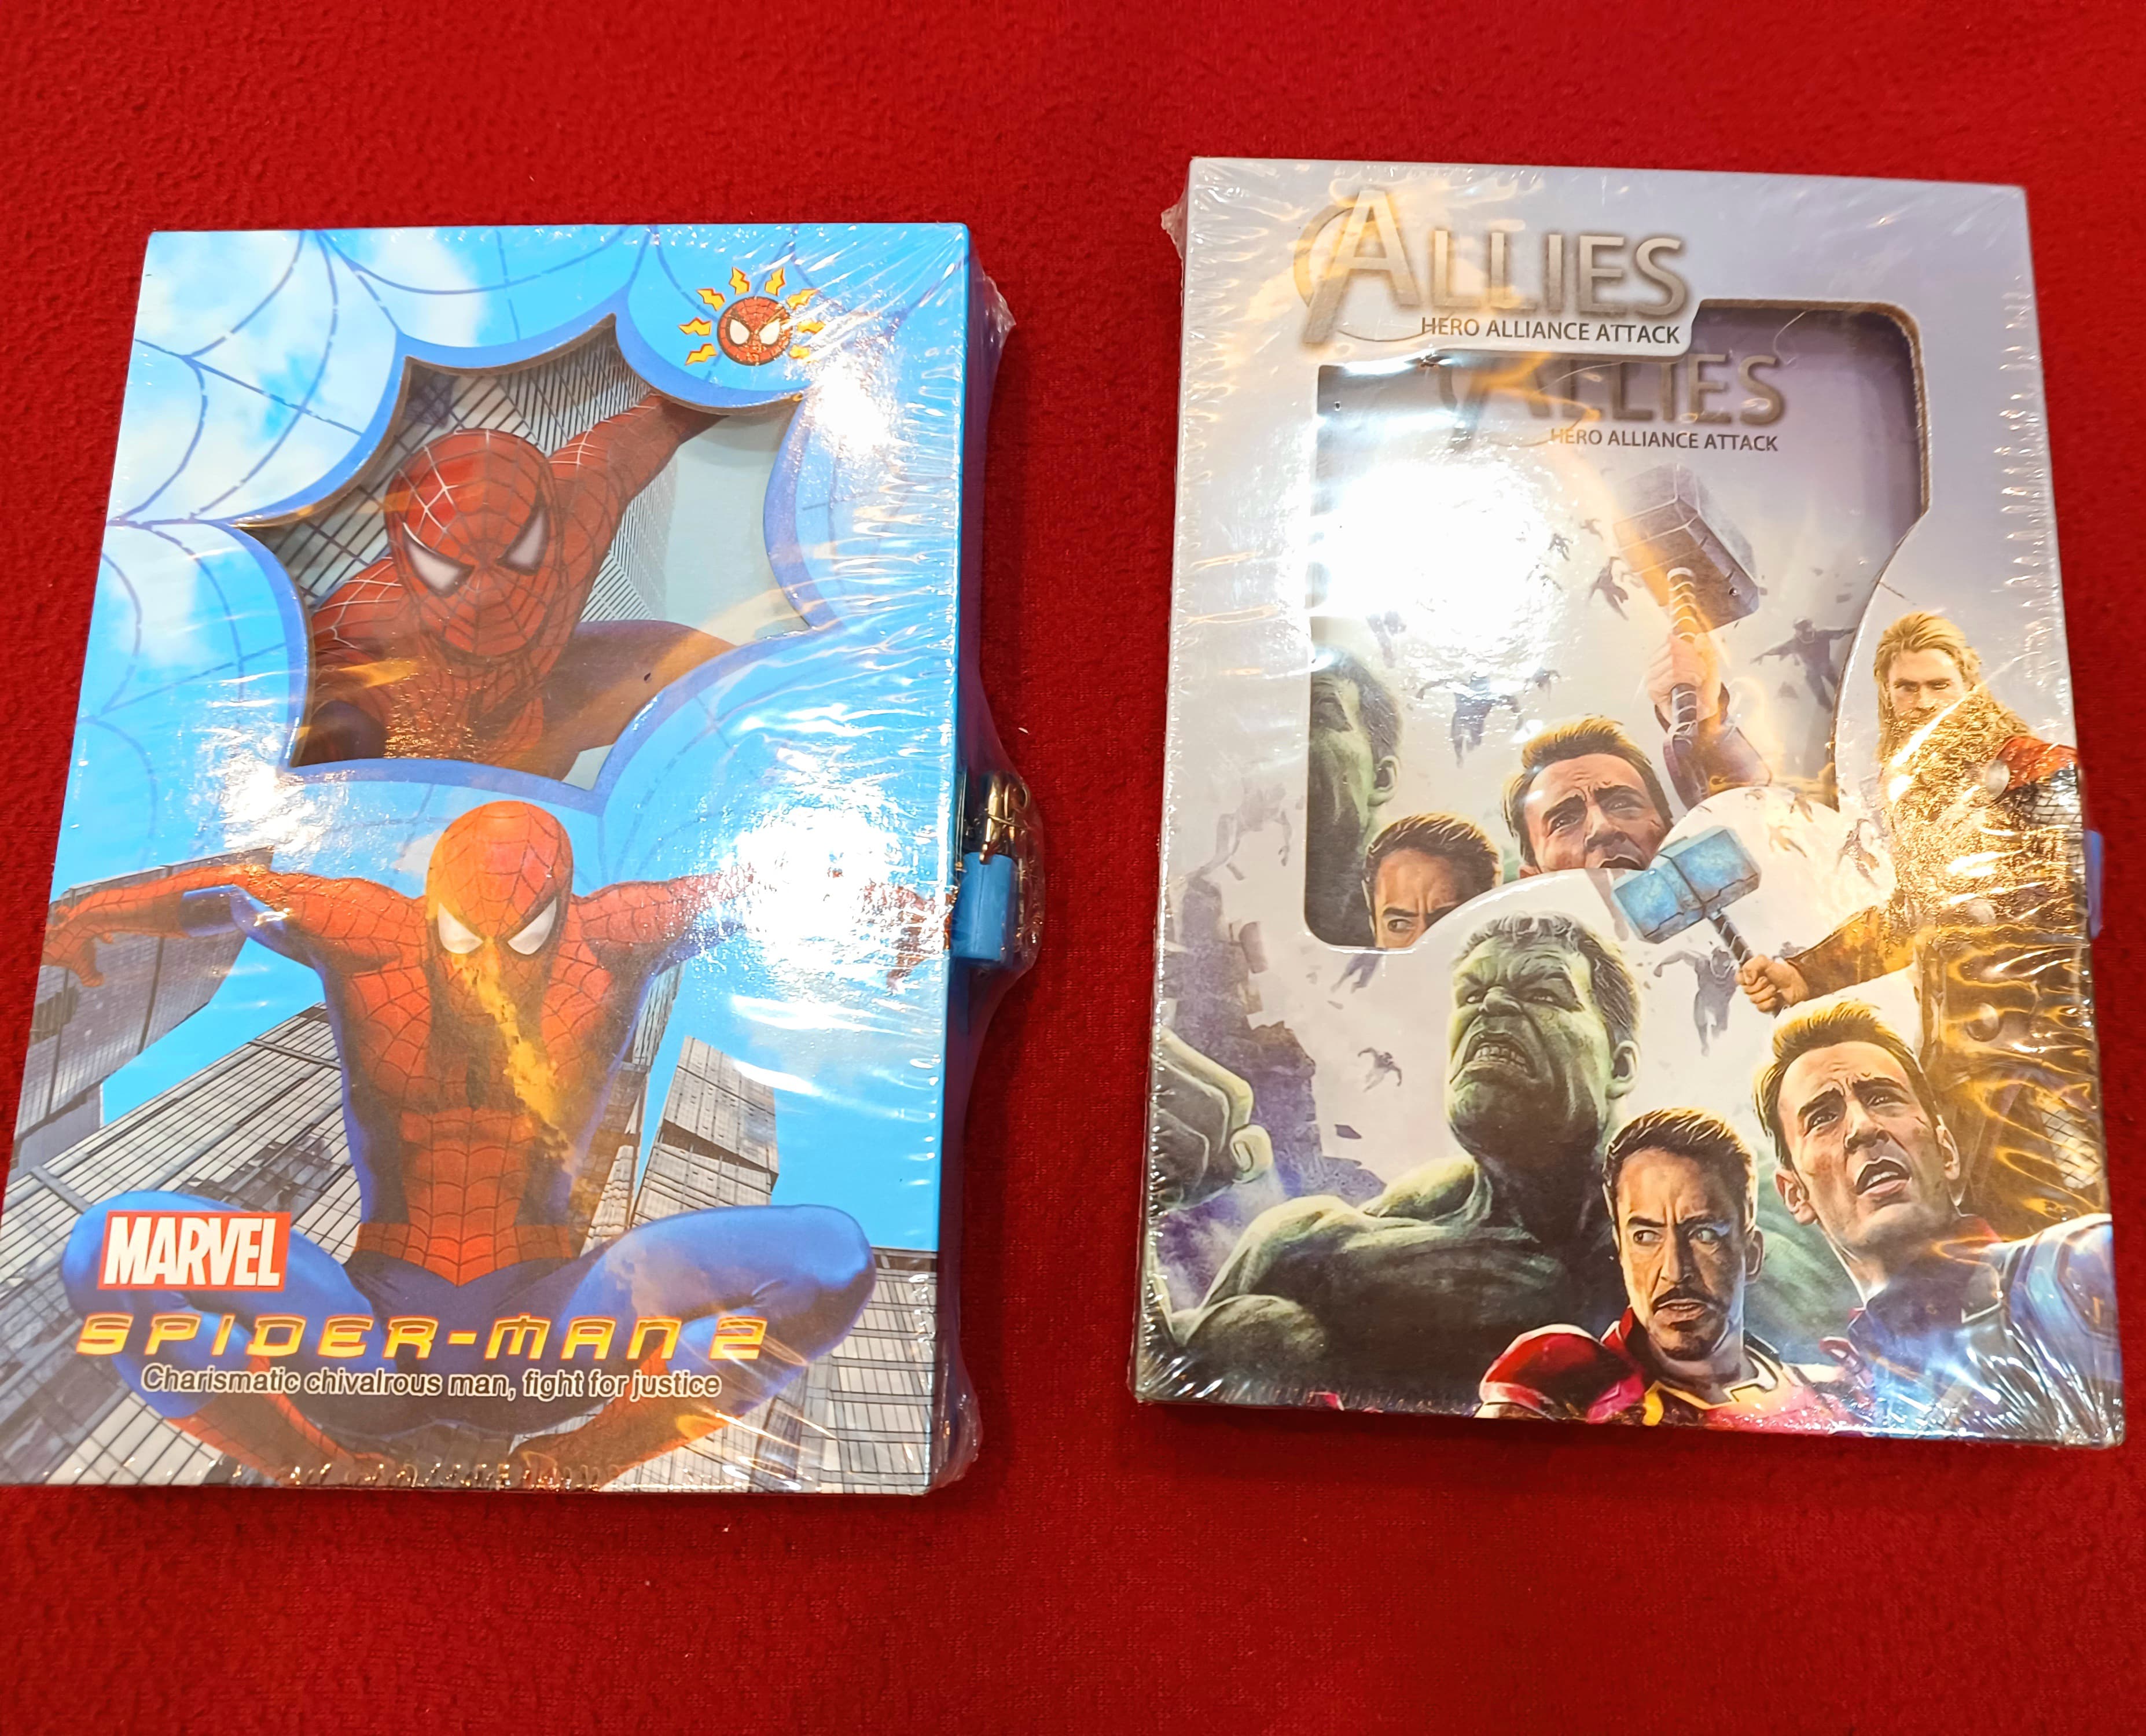 MARVEL
SPIDER-MAN 2
Charismatic chivalrous man, fight for justice
ALLIES
HERO ALLIANCE ATTACK
ALLIES
HERO ALLIANCE ATTACK